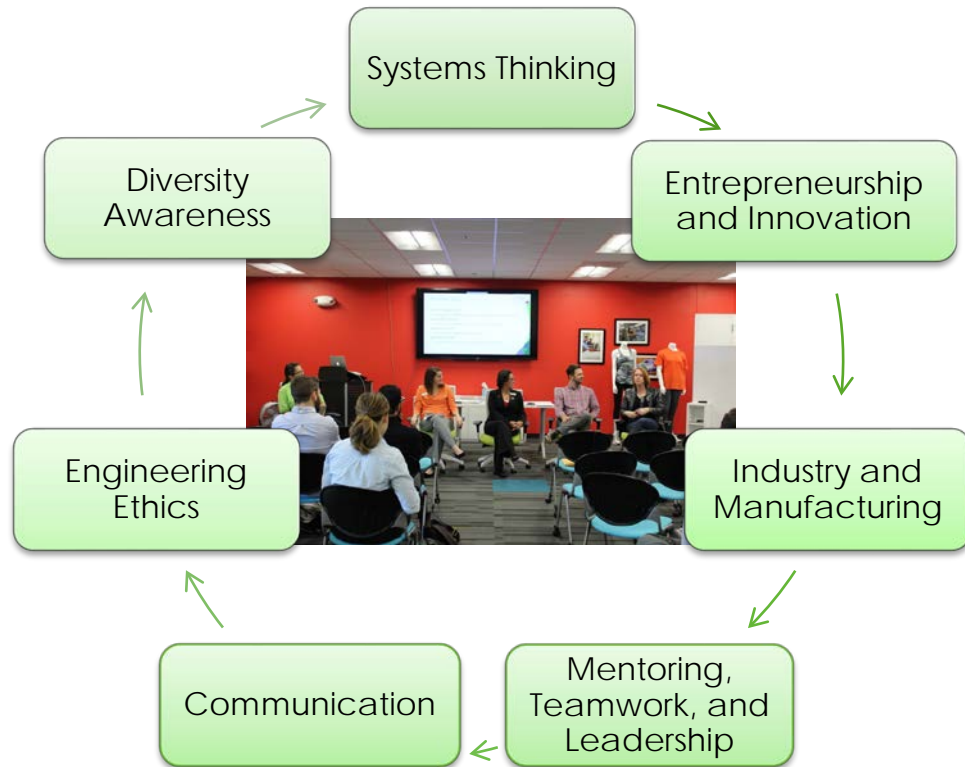 Systems Thinking
Entrepreneurship
and Innovation
Industry and
Manufacturing
Mentoring,
Teamwork, and
Leadership
Communication
Engineering
Ethics
Diversity
Awareness